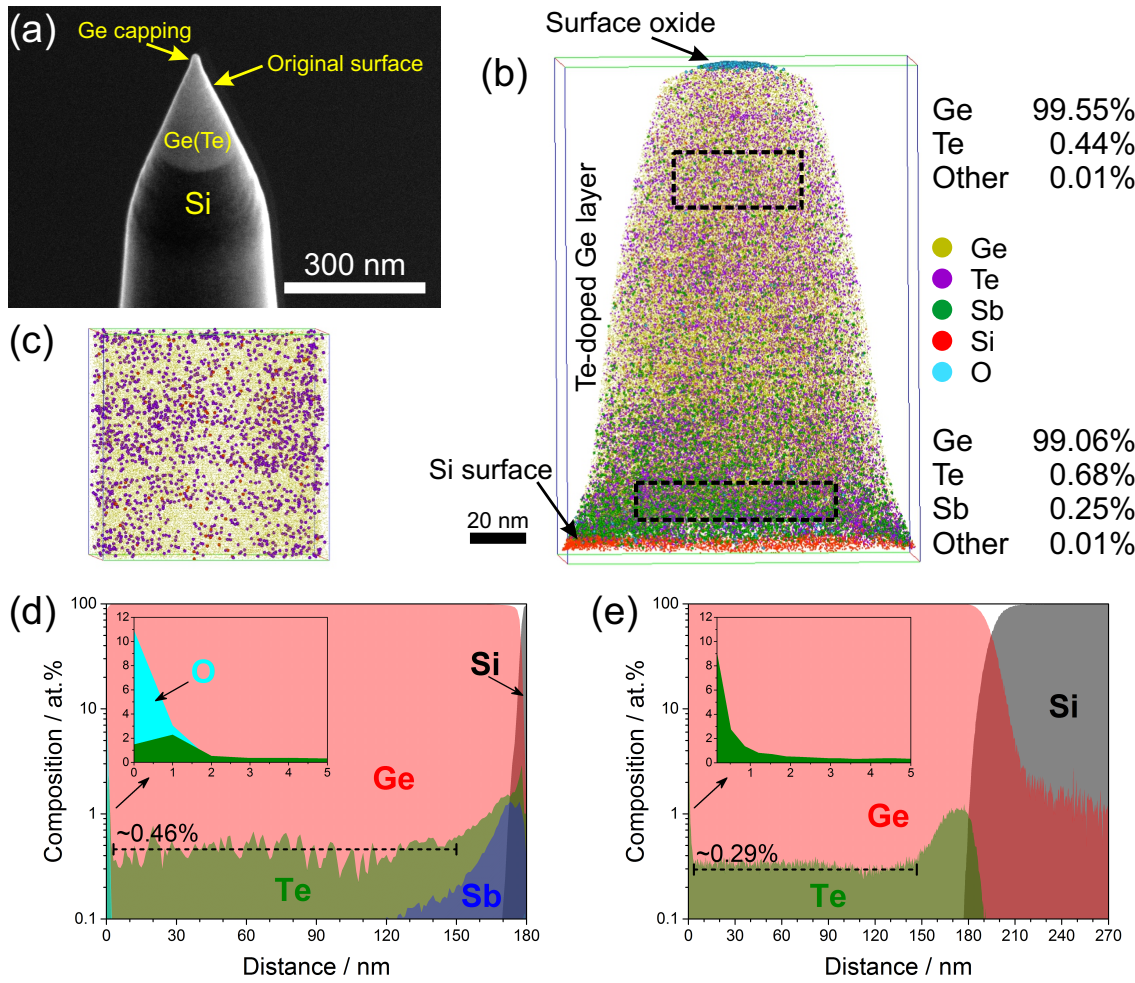 (a)
Ge capping
Original surface
Ge(Te)
Si
300 nm
(b)
Surface oxide
Te-doped Ge layer
Si surface
20 nm
Ge 99.55%
Te 0.44%
Other 0.01%
Ge
Te
Sb
Si
O
Ge 99.06%
Te 0.68%
Sb 0.25%
Other 0.01%
(c)
(d)
Composition / at.%
100
10
1
0.1
12
10
8
6
4
2
0
0 1 2 3 4 5
O
Si
Ge
~0.46%
Te
Sb
0 30 60 90 120 150 180
Distance / nm
(e)
Composition / at.%
100
10
1
0.1
12
10
8
6
4
2
0
1 2 3 4 5
Si
Ge
~0.29%
Te
0 30 60 90 120 150 180 210 240 270
Distance / nm